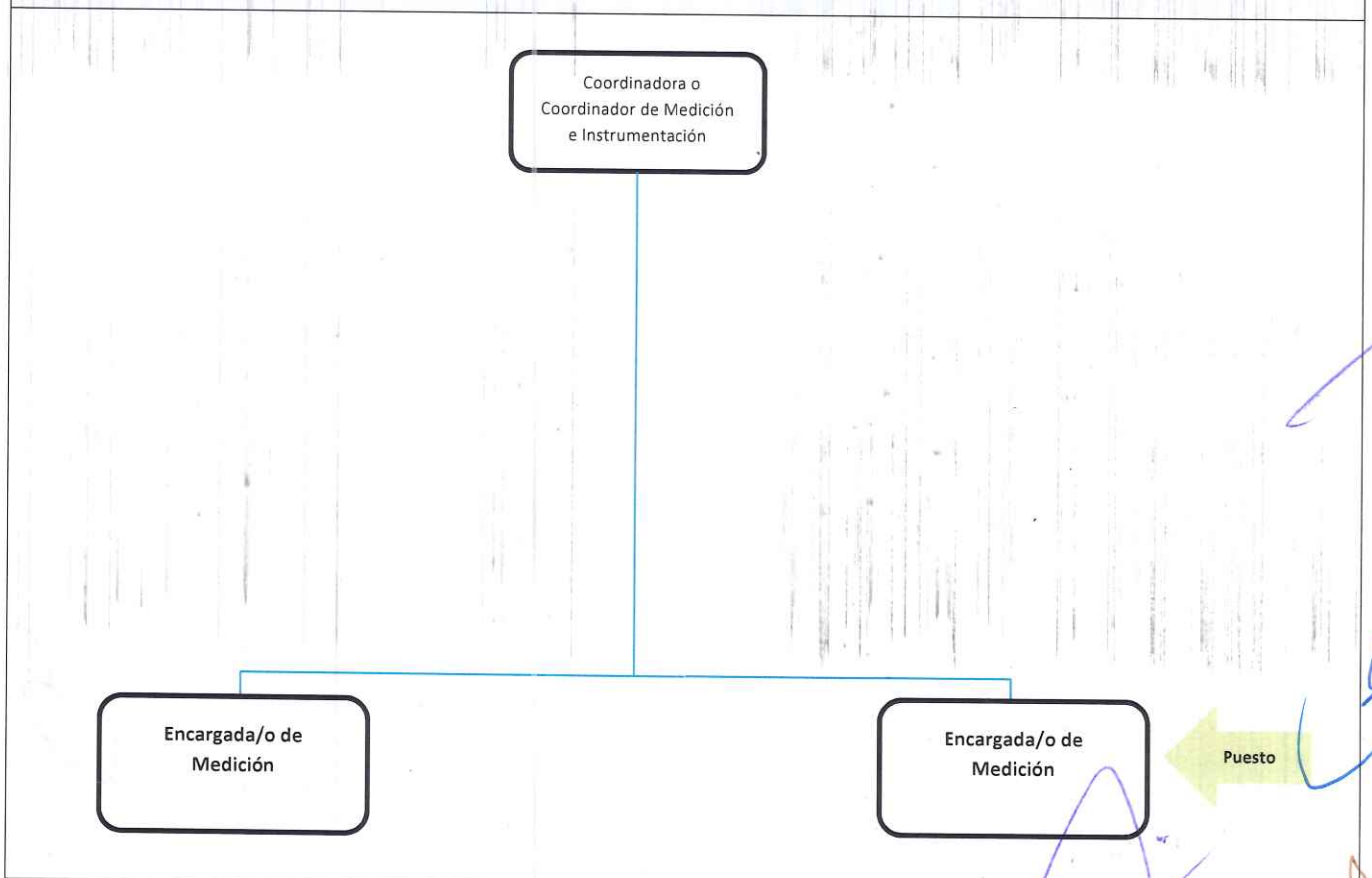 Coordinadora o
Coordinador de Medición
e Instrumentación
Encargada/o de
Medición
Encargada/o de
Medición
Puesto